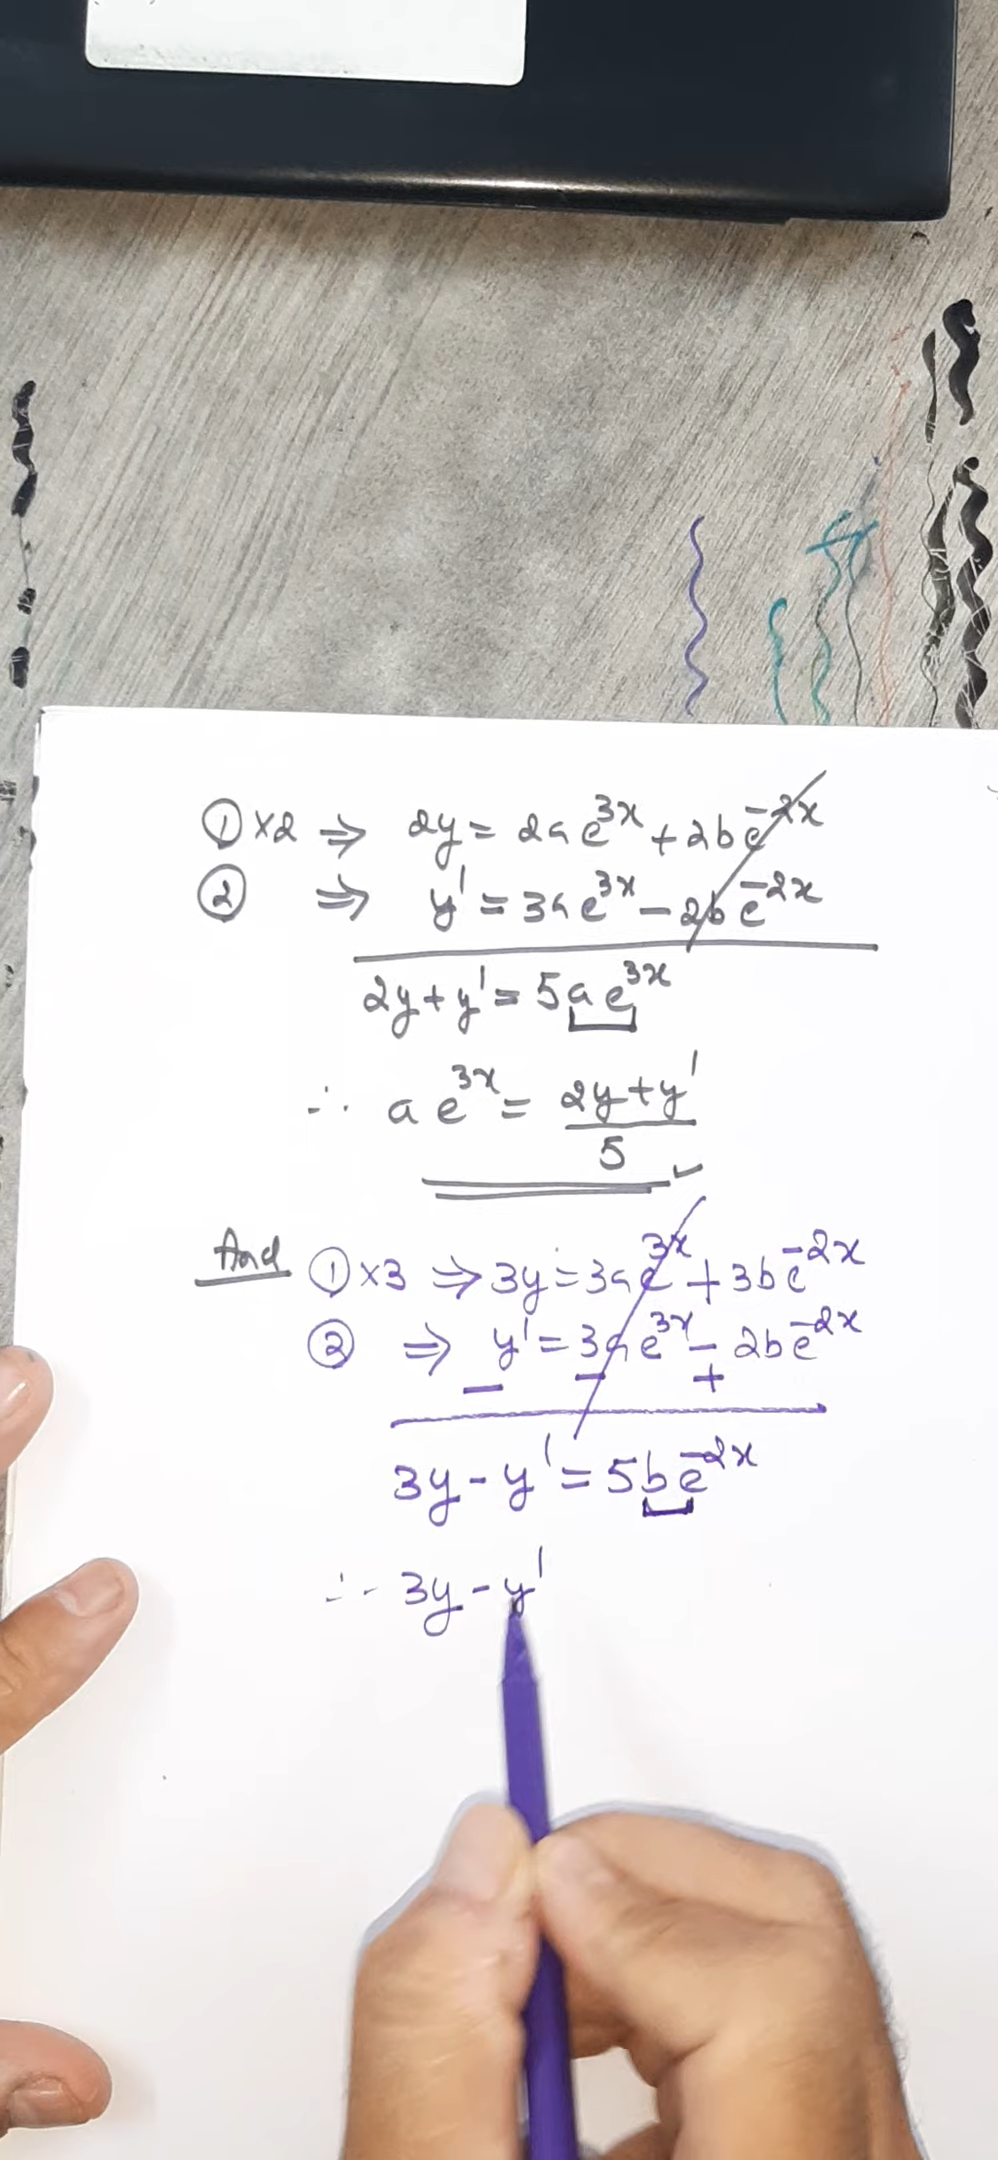 ① ×2 ⇒ 2y = 2ae^{3x} + 2be^{-2x}
② ⇒ y' = 3ae^{3x} - 2be^{-2x}
2y + y' = 5ae^{3x}
∴ ae^{3x} = \frac{2y + y'}{5} ✓
And ① ×3 ⇒ 3y = 3ae^{3x} + 3be^{-2x}
② ⇒ y' = 3ae^{3x} - 2be^{-2x}
- - +
3y - y' = 5be^{-2x}
∴ 3y - y'